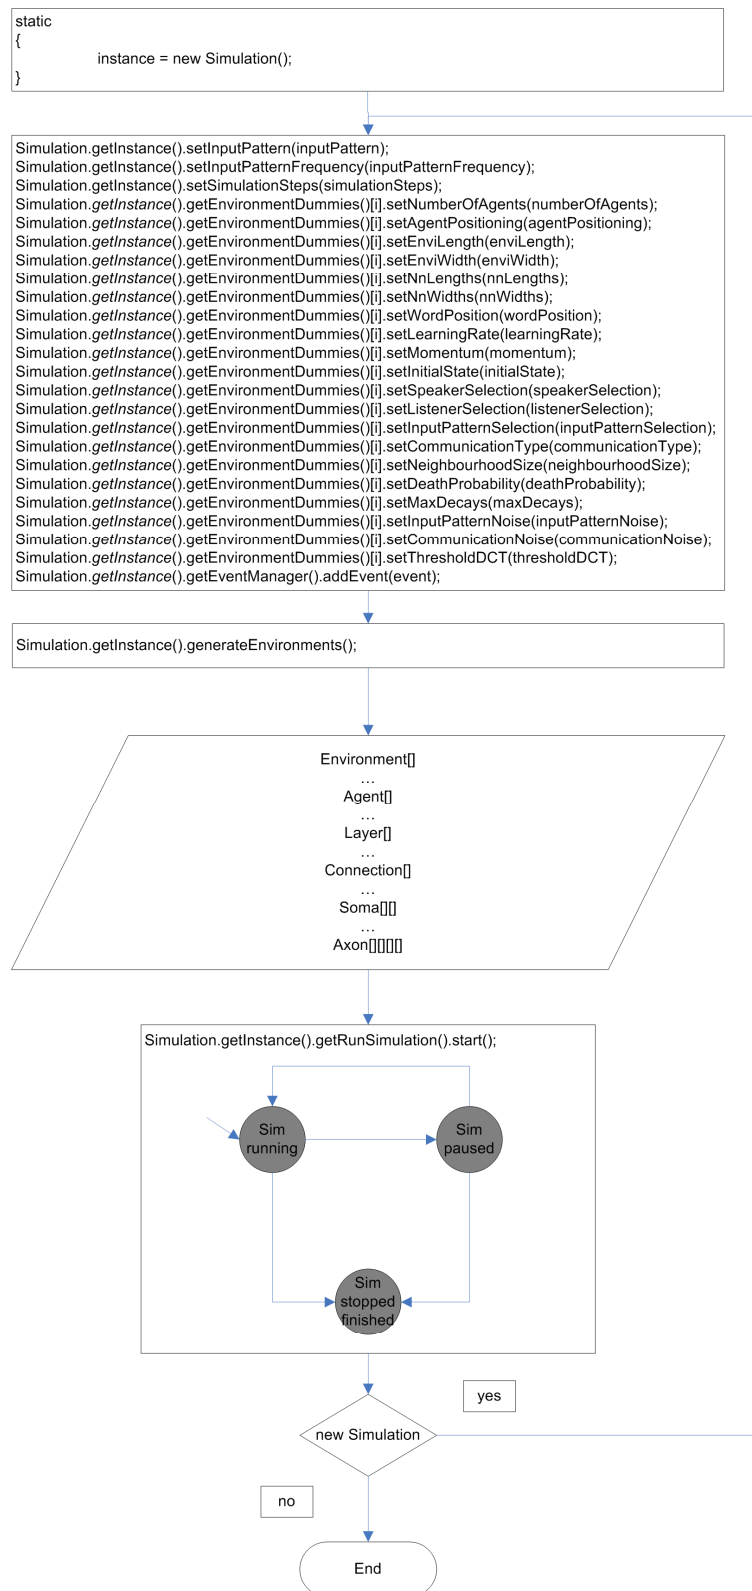 static
{
instance = new Simulation();
}
Simulation.getInstance().setInputPattern(inputPattern);
Simulation.getInstance().setInputPatternFrequency(inputPatternFrequency);
Simulation.getInstance().setSimulationSteps(simulationSteps);
Simulation.getInstance().getEnvironmentDummies()[i].setNumberOfAgents(numberOfAgents);
Simulation.getInstance().getEnvironmentDummies()[i].setAgentPositioning(agentPositioning);
Simulation.getInstance().getEnvironmentDummies()[i].setEnviLength(enviLength);
Simulation.getInstance().getEnvironmentDummies()[i].setEnviWidth(enviWidth);
Simulation.getInstance().getEnvironmentDummies()[i].setNnLengths(nnLengths);
Simulation.getInstance().getEnvironmentDummies()[i].setNnWidths(nnWidths);
Simulation.getInstance().getEnvironmentDummies()[i].setWordPosition(wordPosition);
Simulation.getInstance().getEnvironmentDummies()[i].setLearningRate(learningRate);
Simulation.getInstance().getEnvironmentDummies()[i].setMomentum(momentum);
Simulation.getInstance().getEnvironmentDummies()[i].setInitialState(initialState);
Simulation.getInstance().getEnvironmentDummies()[i].setSpeakerSelection(speakerSelection);
Simulation.getInstance().getEnvironmentDummies()[i].setListenerSelection(listenerSelection);
Simulation.getInstance().getEnvironmentDummies()[i].setInputPatternSelection(inputPatternSelection);
Simulation.getInstance().getEnvironmentDummies()[i].setCommunicationType(communicationType);
Simulation.getInstance().getEnvironmentDummies()[i].setNeighbourhoodSize(neighbourhoodSize);
Simulation.getInstance().getEnvironmentDummies()[i].setDeathProbability(deathProbability);
Simulation.getInstance().getEnvironmentDummies()[i].setMaxDecays(maxDecays);
Simulation.getInstance().getEnvironmentDummies()[i].setInputPatternNoise(inputPatternNoise);
Simulation.getInstance().getEnvironmentDummies()[i].setCommunicationNoise(communicationNoise);
Simulation.getInstance().getEnvironmentDummies()[i].setThresholdDCT(thresholdDCT);
Simulation.getInstance().getEventManager().addEvent(event);
Simulation.getInstance().generateEnvironments();
Environment[]
...
Agent[]
...
Layer[]
...
Connection[]
...
Soma[][]
...
Axon[][][][]
Simulation.getInstance().getRunSimulation().start();
Sim
running
Sim
paused
Sim
stopped
finished
yes
new Simulation
no
End